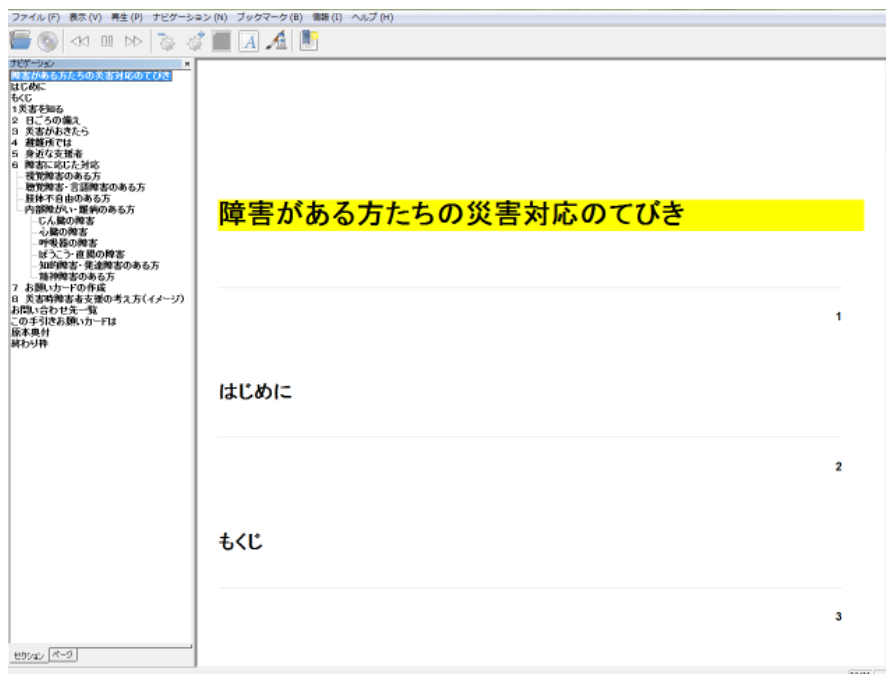 ファイル(F) 表示(V) 再生(P) ナビゲーション(N) ブックマーク(B) 情報(I) ヘルプ(H)
ナビゲーション ×
障害がある方たちの災害対応のてびき
はじめに
もくじ
1災害を知る
2 日ごろの備え
3 災害がおきたら
4 避難所では
5 身近な支援者
6 障害に応じた対応
視覚障害のある方
聴覚障害・言語障害のある方
肢体不自由のある方
内部障がい・難病のある方
じん臓の障害
心臓の障害
呼吸器の障害
ぼうこう・直腸の障害
知的障害・発達障害のある方
精神障害のある方
7 お願いカードの作成
8 災害時障害者支援の考え方(イメージ)
お問い合わせ先一覧
この手引きお願いカードは
原本奥付
終わり枠
セクション ページ
障害がある方たちの災害対応のてびき
1
はじめに
2
もくじ
3